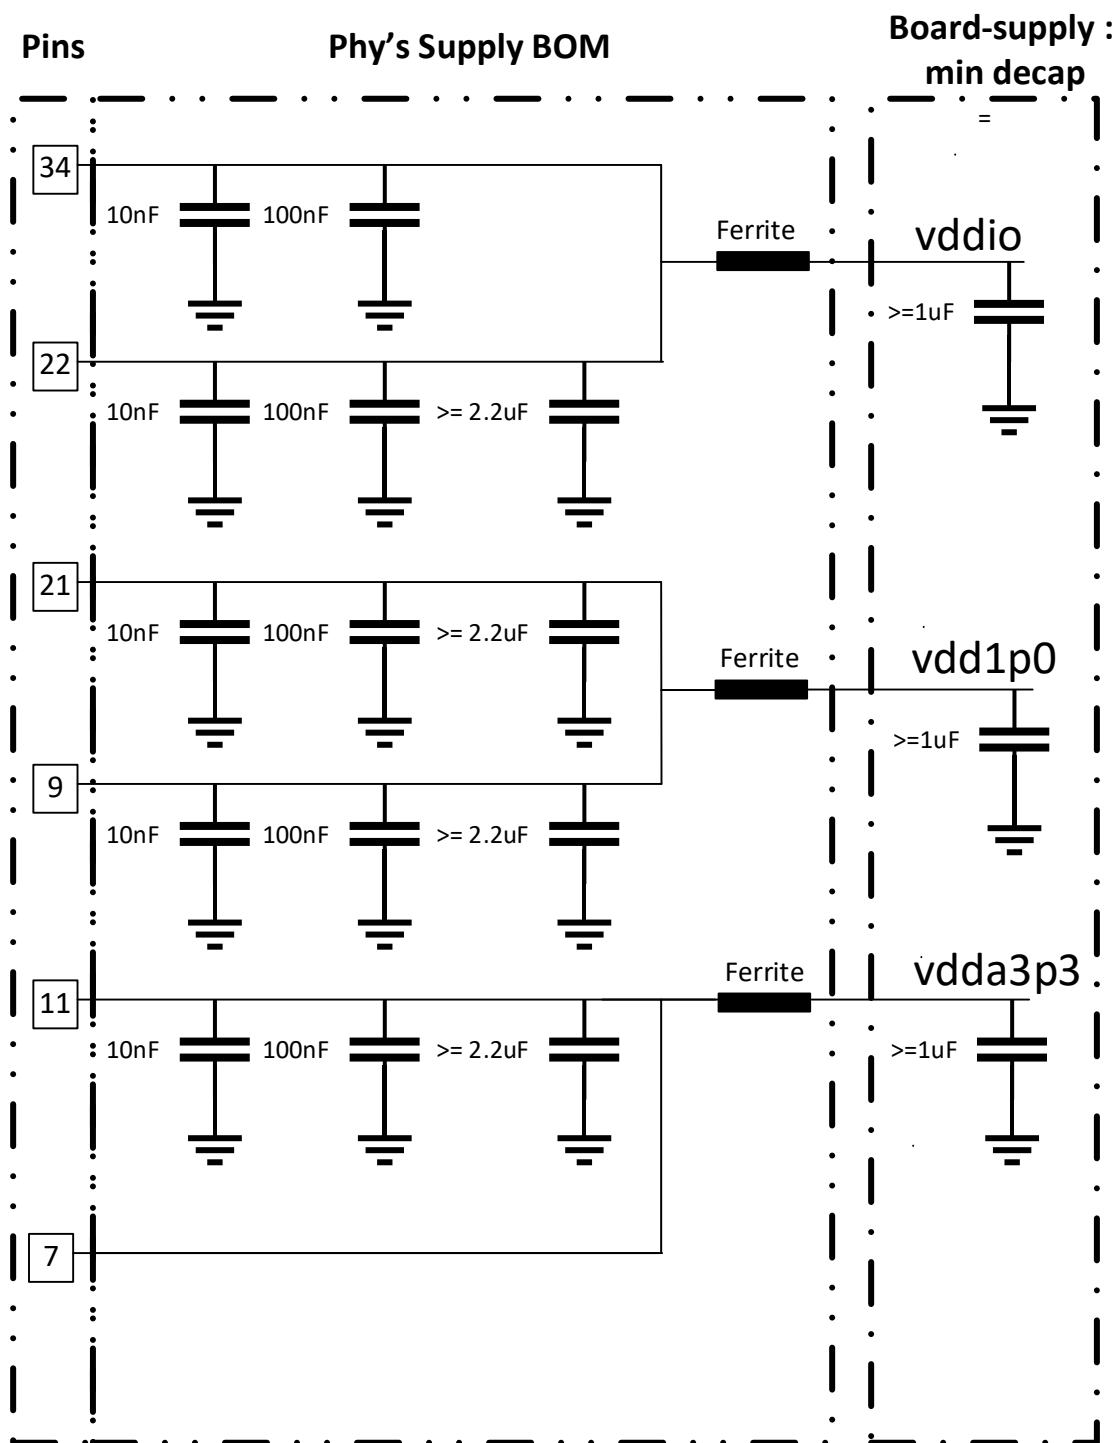 Pins
Phy's Supply BOM
Board-supply :
min decap
=
34
10nF
100nF
Ferrite
vddio
>=1uF
22
10nF
100nF
>= 2.2uF
21
10nF
100nF
>= 2.2uF
Ferrite
vdd1p0
>=1uF
9
10nF
100nF
>= 2.2uF
11
Ferrite
vdda3p3
10nF
100nF
>= 2.2uF
>=1uF
7